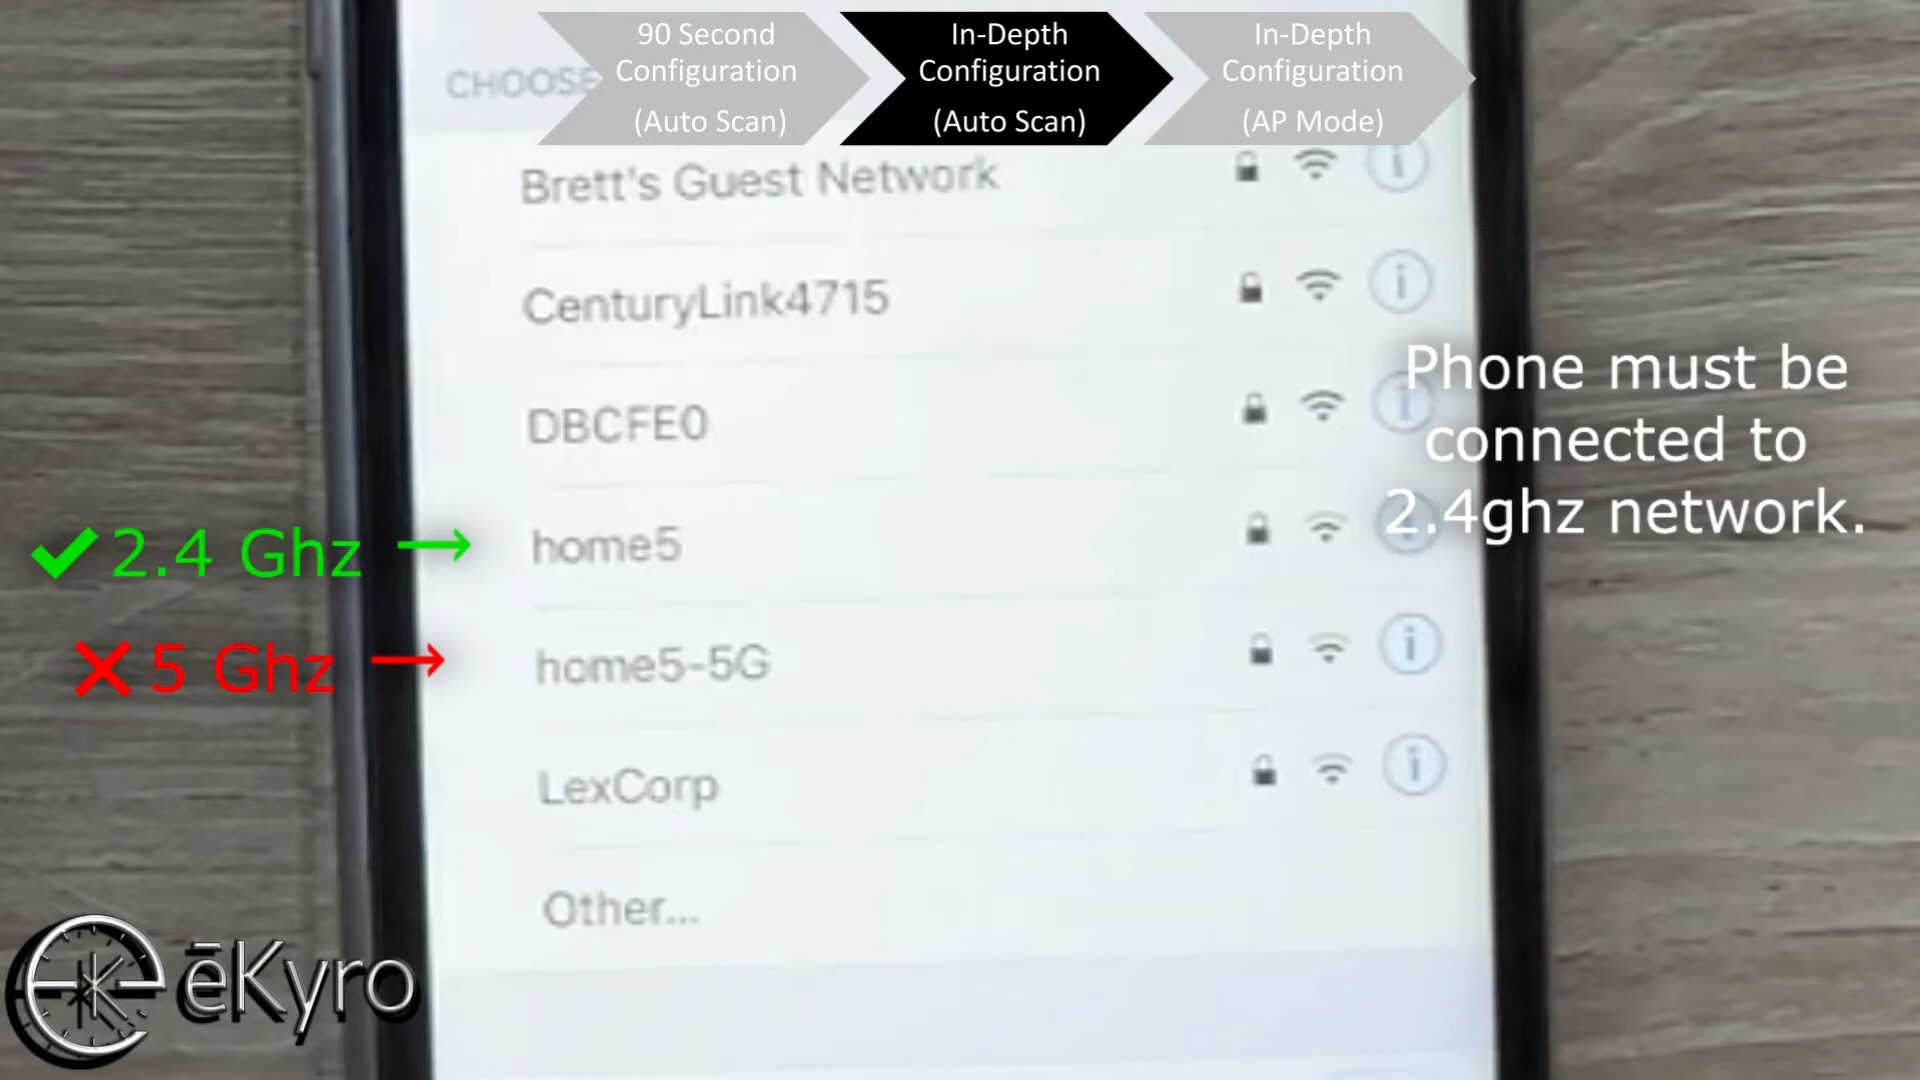 90 Second
Configuration
(Auto Scan)
In-Depth
Configuration
(Auto Scan)
In-Depth
Configuration
(AP Mode)
CHOOSE
Brett's Guest Network
CenturyLink4715
DBCFE0
home5
home5-5G
LexCorp
Other...
✔ 2.4 Ghz →
✖ 5 Ghz →
Phone must be
connected to
2.4ghz network.
ēKyro